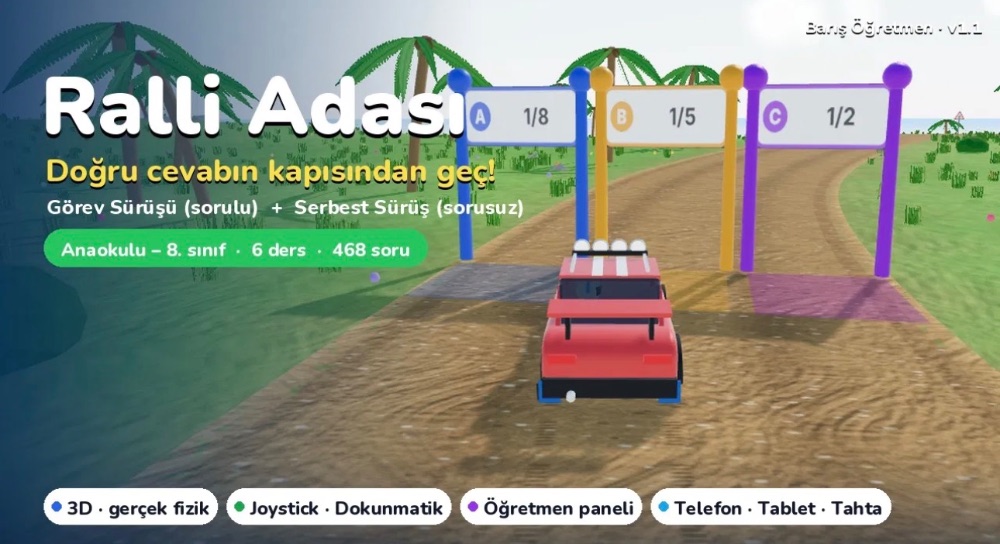 Barış Öğretmen · v1.1
Ralli Adası
Doğru cevabın kapısından geç!
Görev Sürüşü (sorulu) + Serbest Sürüş (sorusuz)
Anaokulu – 8. sınıf · 6 ders · 468 soru
A 1/8
B 1/5
C 1/2
3D · gerçek fizik
Joystick · Dokunmatik
Öğretmen paneli
Telefon · Tablet · Tahta